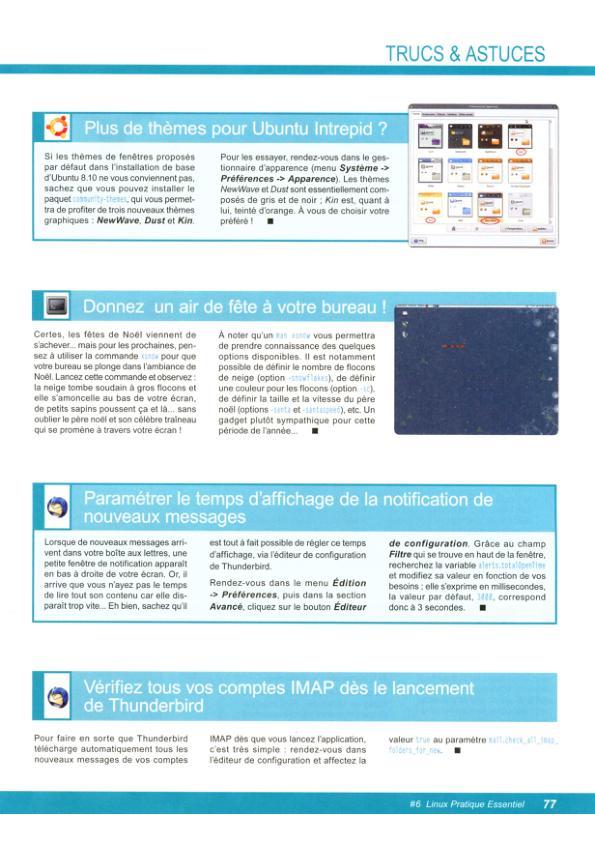 TRUCS & ASTUCES
Plus de thèmes pour Ubuntu Intrepid ?
Si les thèmes de fenêtres proposés
par défaut dans l'installation de base
d'Ubuntu 8.10 ne vous conviennent pas,
sachez que vous pouvez installer le
paquet community-themes, qui vous permet-
tra de profiter de trois nouveaux thèmes
graphiques : NewWave, Dust et Kin.
Pour les essayer, rendez-vous dans le ges-
tionnaire d'apparence (menu Système ->
Préférences -> Apparence). Les thèmes
NewWave et Dust sont essentiellement com-
posés de gris et de noir ; Kin est, quant à
lui, teinté d'orange. À vous de choisir votre
préféré ! ■
Donnez un air de fête à votre bureau !
Certes, les fêtes de Noël viennent de
s'achever... mais pour les prochaines, pen-
sez à utiliser la commande xsnow pour que
votre bureau se plonge dans l'ambiance de
Noël. Lancez cette commande et observez :
la neige tombe soudain à gros flocons et
elle s'amoncelle au bas de votre écran,
de petits sapins poussent ça et là... sans
oublier le père noël et son célèbre traîneau
qui se promène à travers votre écran !
À noter qu'un man xsnow vous permettra
de prendre connaissance des quelques
options disponibles. Il est notamment
possible de définir le nombre de flocons
de neige (option -snowflakes), de définir
une couleur pour les flocons (option -sc),
de définir la taille et la vitesse du père
noël (options -santa et -santaspeed), etc. Un
gadget plutôt sympathique pour cette
période de l'année... ■
Paramétrer le temps d'affichage de la notification de
nouveaux messages
Lorsque de nouveaux messages arri-
vent dans votre boîte aux lettres, une
petite fenêtre de notification apparaît
en bas à droite de votre écran. Or, il
arrive que vous n'ayez pas le temps
de lire tout son contenu car elle dis-
paraît trop vite... Eh bien, sachez qu'il
est tout à fait possible de régler ce temps
d'affichage, via l'éditeur de configuration
de Thunderbird.
Rendez-vous dans le menu Édition
-> Préférences, puis dans la section
Avancé, cliquez sur le bouton Éditeur
de configuration. Grâce au champ
Filtre qui se trouve en haut de la fenêtre,
recherchez la variable alerts.totalOpenTime
et modifiez sa valeur en fonction de vos
besoins ; elle s'exprime en millisecondes,
la valeur par défaut, 3000, correspond
donc à 3 secondes. ■
Vérifiez tous vos comptes IMAP dès le lancement
de Thunderbird
Pour faire en sorte que Thunderbird
télécharge automatiquement tous les
nouveaux messages de vos comptes
IMAP dès que vous lancez l'application,
c'est très simple : rendez-vous dans
l'éditeur de configuration et affectez la
valeur true au paramètre mail.check_all_imap_
folders_for_new. ■
#6 Linux Pratique Essentiel 77